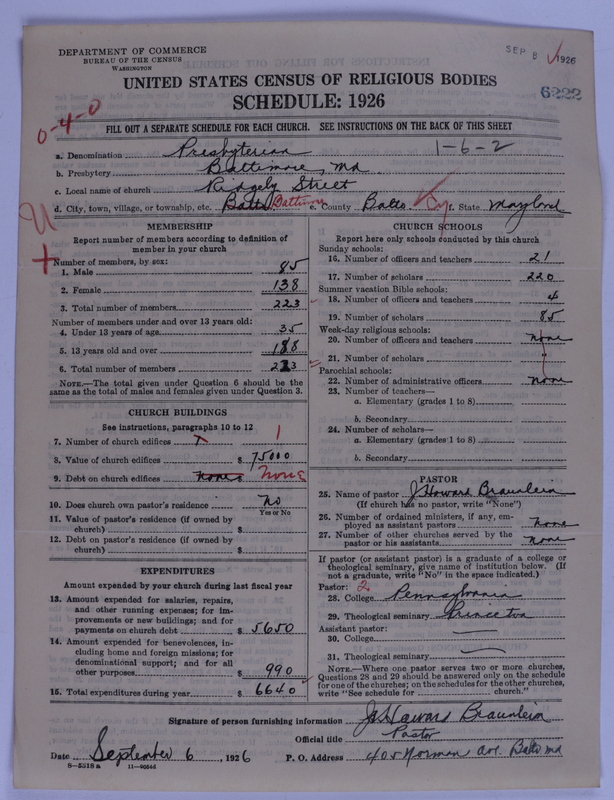 DEPARTMENT OF COMMERCE
BUREAU OF THE CENSUS
WASHINGTON
SEP 8 1926
6222
UNITED STATES CENSUS OF RELIGIOUS BODIES
SCHEDULE: 1926
0-4-0
FILL OUT A SEPARATE SCHEDULE FOR EACH CHURCH. SEE INSTRUCTIONS ON THE BACK OF THIS SHEET
a. Denomination Presbyterian 1-6-2
b. Presbytery Baltimore, Md
c. Local name of church Ridgely Street
d. City, town, village, or township, etc. Balto Baltimore e. County Balto. Cy f. State Maryland
MEMBERSHIP
Report number of members according to definition of
member in your church
Number of members, by sex:
1. Male 85
2. Female 138
3. Total number of members 223
Number of members under and over 13 years old:
4. Under 13 years of age 35
5. 13 years old and over 188
6. Total number of members 223
NOTE.—The total given under Question 6 should be
the same as the total of males and females given under Question 3.
CHURCH BUILDINGS
See instructions, paragraphs 10 to 12
7. Number of church edifices 1
8. Value of church edifices $ 75000
9. Debt on church edifices none $ none
10. Does church own pastor's residence no
Yes or No
11. Value of pastor's residence (if owned by
church) $
12. Debt on pastor's residence (if owned by
church) $
EXPENDITURES
Amount expended by your church during last fiscal year
13. Amount expended for salaries, repairs,
and other running expenses; for im-
provements or new buildings; and for
payments on church debt $ 5650
14. Amount expended for benevolences, in-
cluding home and foreign missions; for
denominational support; and for all
other purposes $ 990
15. Total expenditures during year $ 6640
CHURCH SCHOOLS
Report here only schools conducted by this church
Sunday schools:
16. Number of officers and teachers 21
17. Number of scholars 220
Summer vacation Bible schools:
18. Number of officers and teachers 4
19. Number of scholars 85
Week-day religious schools:
20. Number of officers and teachers none
21. Number of scholars
Parochial schools:
22. Number of administrative officers none
23. Number of teachers—
a. Elementary (grades 1 to 8)
b. Secondary
24. Number of scholars—
a. Elementary (grades 1 to 8)
b. Secondary
PASTOR
25. Name of pastor J Howard Braunlein
(If church has no pastor, write "None")
26. Number of ordained ministers, if any, em-
ployed as assistant pastors none
27. Number of other churches served by the
pastor or his assistants none
If pastor (or assistant pastor) is a graduate of a college or
theological seminary, give name of institution below. (If
not a graduate, write "No" in the space indicated.)
Pastor: 2
28. College Pennsylvania
29. Theological seminary Princeton
Assistant pastor:
30. College
31. Theological seminary
NOTE.—Where one pastor serves two or more churches,
Questions 28 and 29 should be answered only on the schedule
for one of the churches; on the schedules for the other churches,
write "See schedule for church."
Signature of person furnishing information J. Howard Braunlein
Official title Pastor
Date September 6, 1926 P. O. Address 405 Norman ave. Balto Md
8-5518a 11-9664d